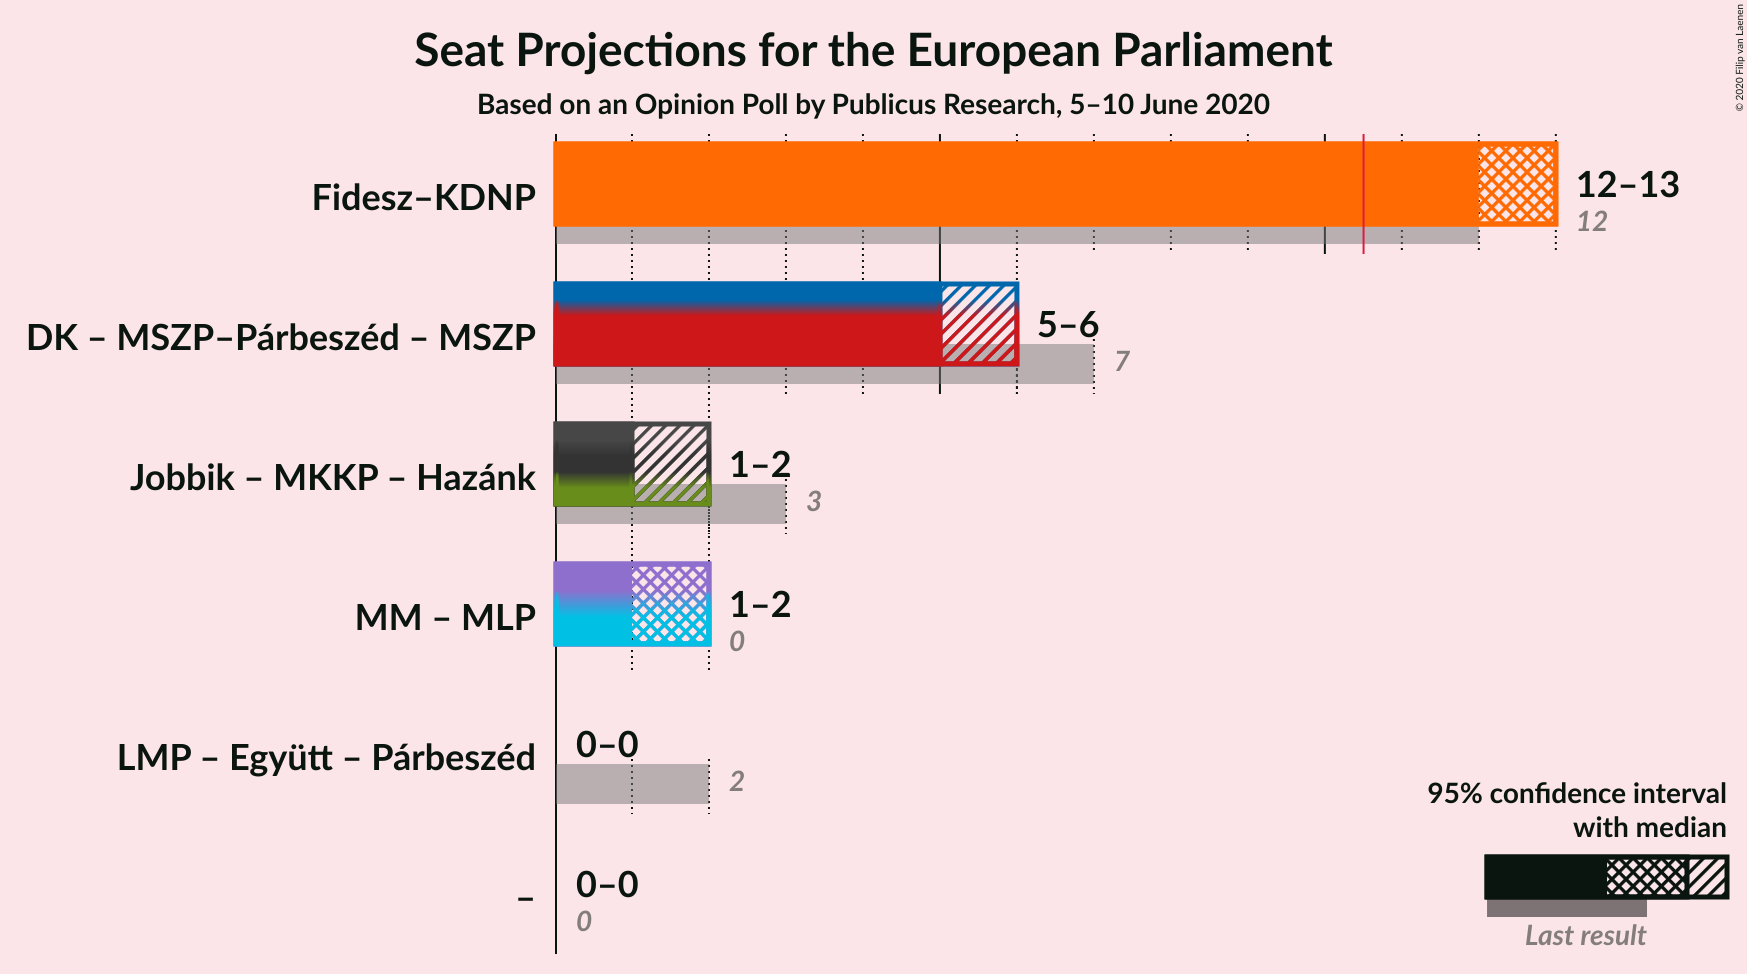 Seat Projections for the European Parliament
Based on an Opinion Poll by Publicus Research, 5–10 June 2020
© 2020 Filip van Laenen
Fidesz–KDNP
12–13
12
DK – MSZP–Párbeszéd – MSZP
5–6
7
Jobbik – MKKP – Hazánk
1–2
3
MM – MLP
1–2
0
LMP – Együtt – Párbeszéd
0–0
2
–
0–0
0
95% confidence interval
with median
Last result